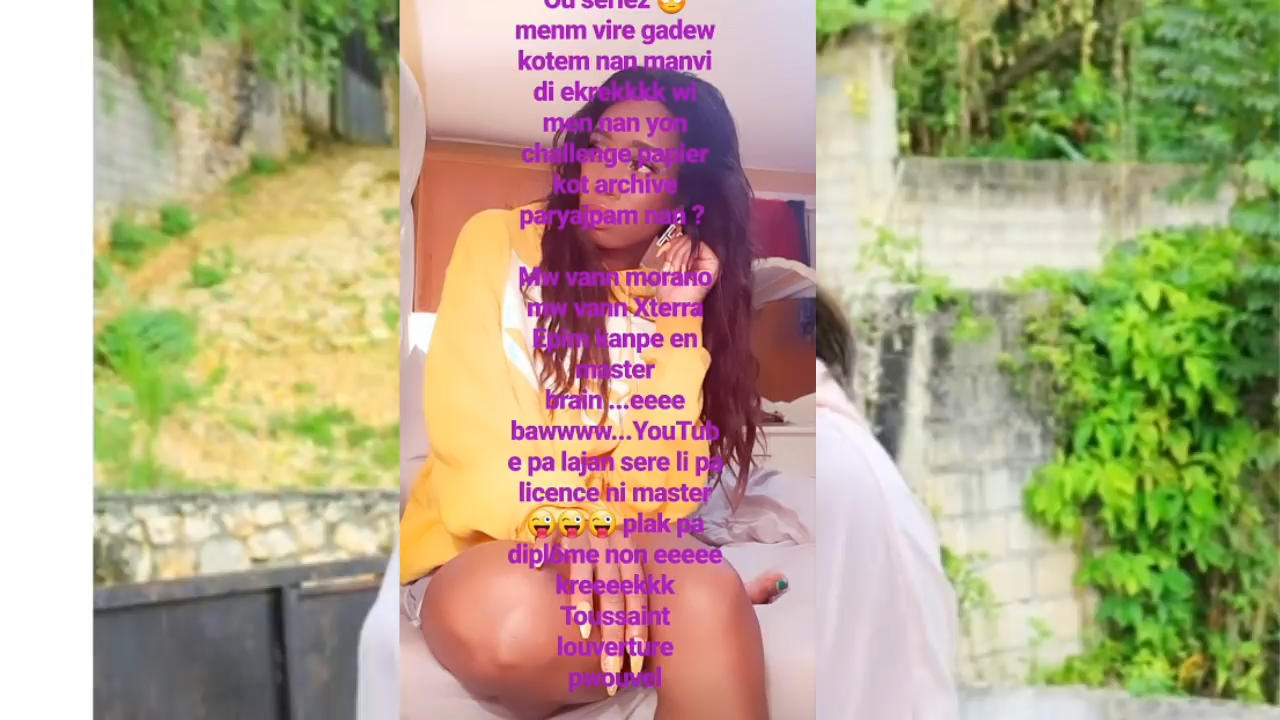 Ou seriez 🙄
menm vire gadew
kotem nan manvi
di ekrekkkk wi
men nan yon
challenge papier
kot archive
paryajpam nan ?
Mw vann morano
mw vann Xterra
Epim kanpe en
master
brain ...eeee
bawwww...YouTub
e pa lajan sere li pa
licence ni master
😜😜😜 plak pa
diplôme non eeeee
kreeeekkk
Toussaint
louverture
pwouvel